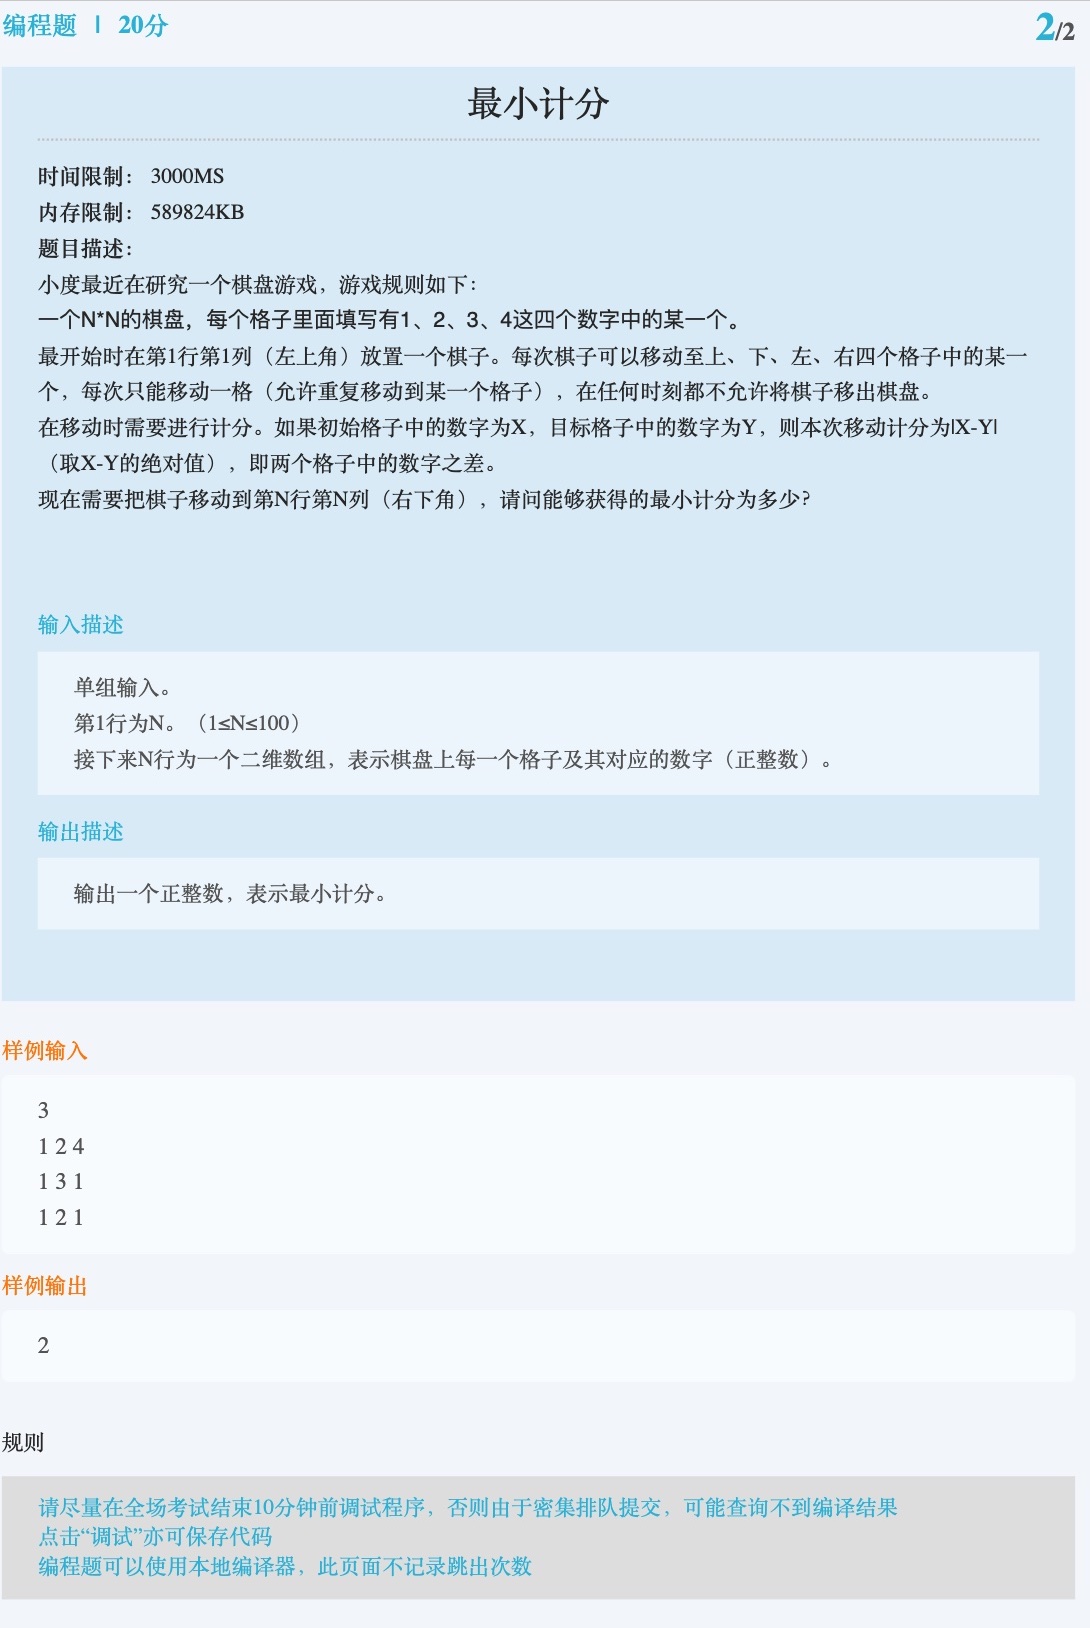 编程题 | 20分
2/2
最小计分
时间限制： 3000MS
内存限制： 589824KB
题目描述：
小度最近在研究一个棋盘游戏，游戏规则如下：
一个N*N的棋盘，每个格子里面填写有1、2、3、4这四个数字中的某一个。
最开始时在第1行第1列（左上角）放置一个棋子。每次棋子可以移动至上、下、左、右四个格子中的某一
个，每次只能移动一格（允许重复移动到某一个格子），在任何时刻都不允许将棋子移出棋盘。
在移动时需要进行计分。如果初始格子中的数字为X，目标格子中的数字为Y，则本次移动计分为|X-Y|
（取X-Y的绝对值），即两个格子中的数字之差。
现在需要把棋子移动到第N行第N列（右下角），请问能够获得的最小计分为多少?
输入描述
单组输入。
第1行为N。（1≤N≤100）
接下来N行为一个二维数组，表示棋盘上每一个格子及其对应的数字（正整数）。
输出描述
输出一个正整数，表示最小计分。
样例输入
3
1 2 4
1 3 1
1 2 1
样例输出
2
规则
请尽量在全场考试结束10分钟前调试程序，否则由于密集排队提交，可能查询不到编译结果
点击“调试”亦可保存代码
编程题可以使用本地编译器，此页面不记录跳出次数